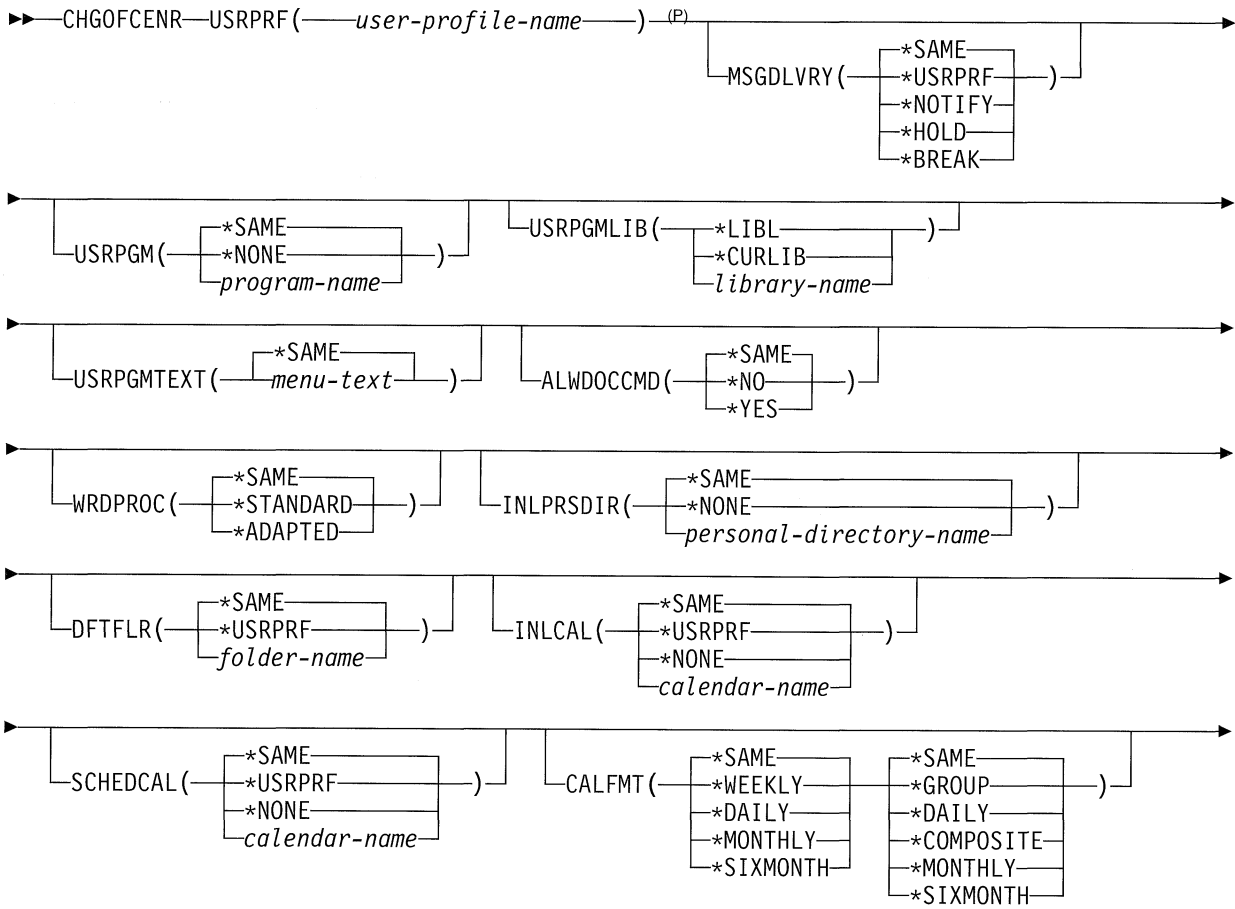 CHGOFCENR USRPRF( user-profile-name ) (P)
MSGDLVRY( *SAME
*USRPRF )
*NOTIFY
*HOLD
*BREAK
USRPGM( *SAME
*NONE )
program-name
USRPGMLIB( *LIBL )
*CURLIB
library-name
USRPGMTEXT( *SAME
menu-text )
ALWDOCCMD( *SAME
*NO )
*YES
WRDPROC( *SAME
*STANDARD )
*ADAPTED
INLPRSDIR( *SAME
*NONE )
personal-directory-name
DFTFLR( *SAME
*USRPRF )
folder-name
INLCAL( *SAME
*USRPRF )
*NONE
calendar-name
SCHEDCAL( *SAME
*USRPRF )
*NONE
calendar-name
CALFMT( *SAME *SAME
*WEEKLY *GROUP )
*DAILY *DAILY
*MONTHLY *COMPOSITE
*SIXMONTH *MONTHLY
*SIXMONTH